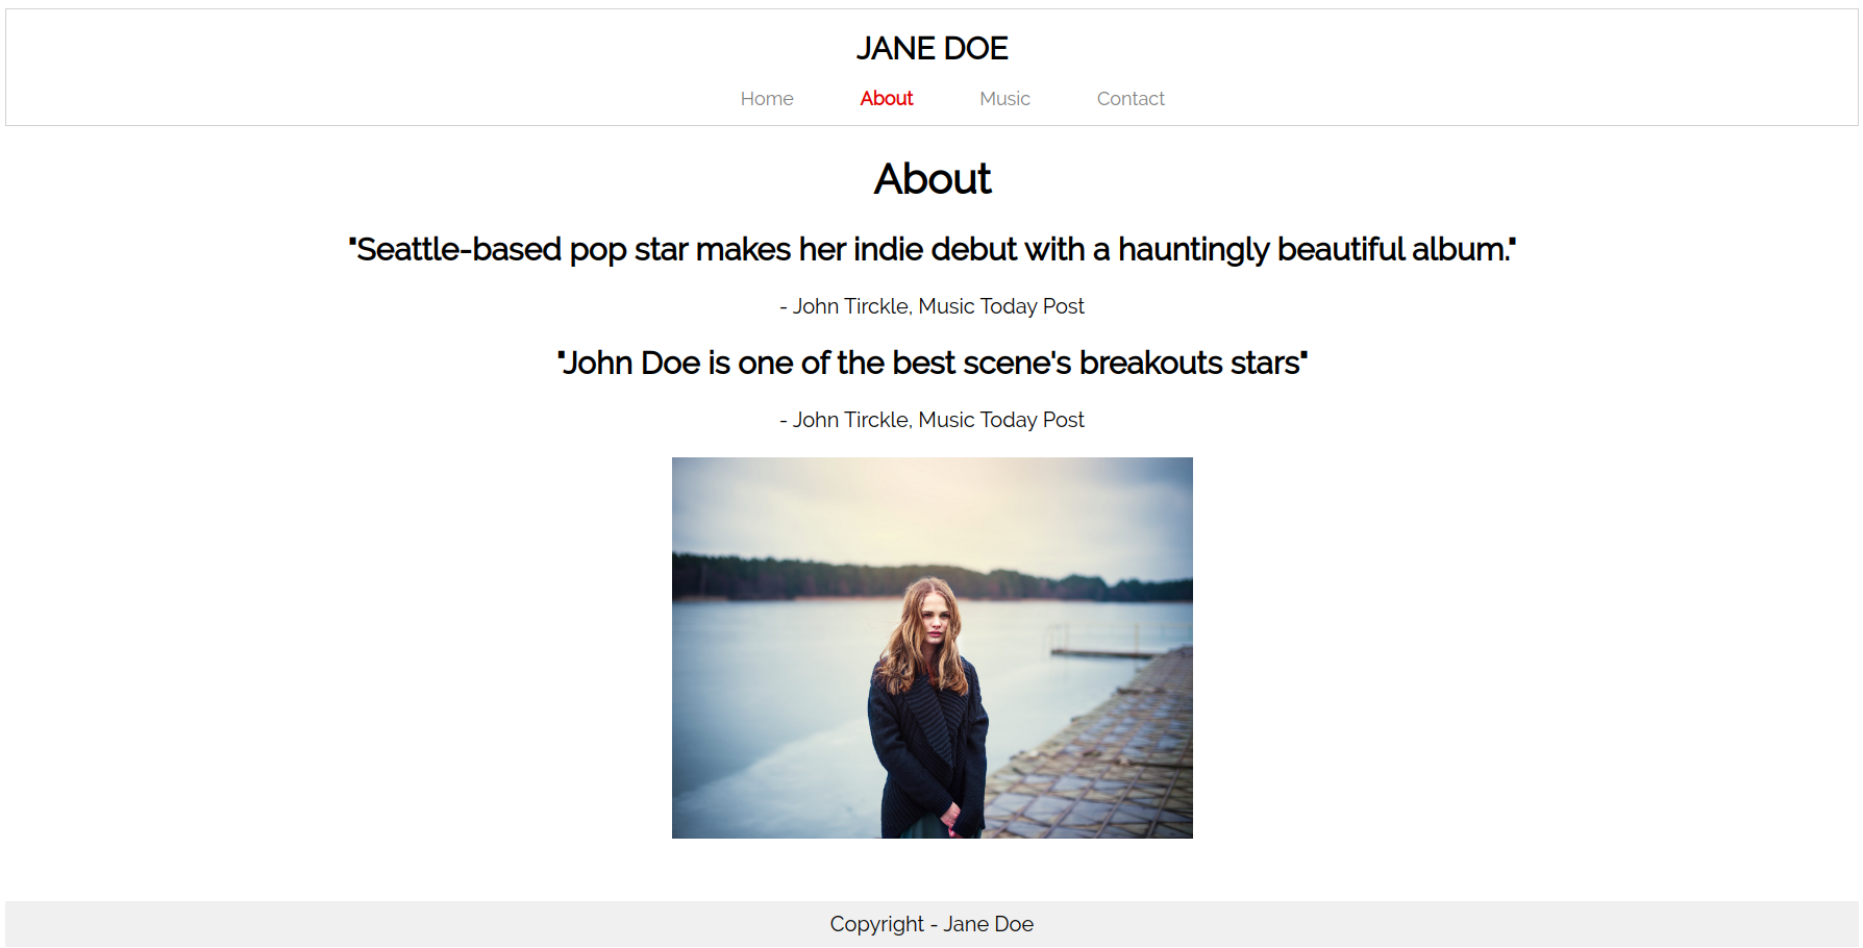 JANE DOE
Home About Music Contact
About
"Seattle-based pop star makes her indie debut with a hauntingly beautiful album."
- John Tirckle, Music Today Post
"John Doe is one of the best scene's breakouts stars"
- John Tirckle, Music Today Post
Copyright - Jane Doe